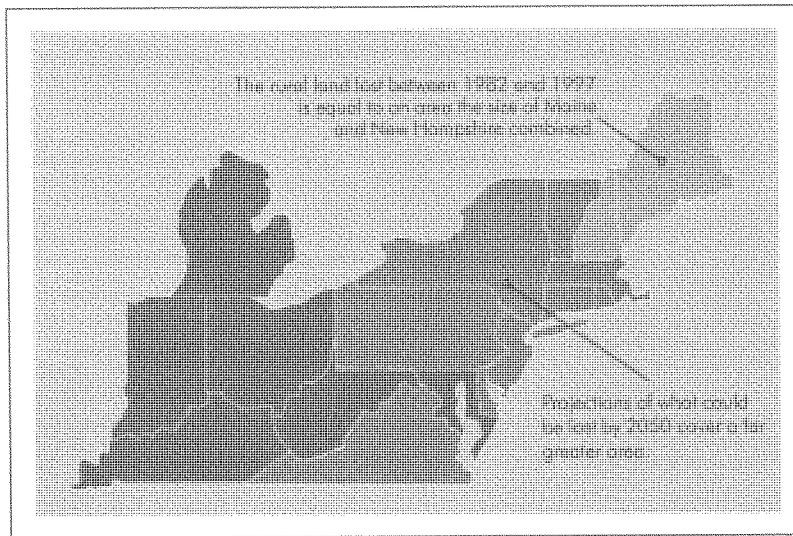 The rural land lost between 1982 and 1997
is equal to an area the size of Maine
and New Hampshire combined.
Projections of what could
be lost by 2050 cover a far
greater area.